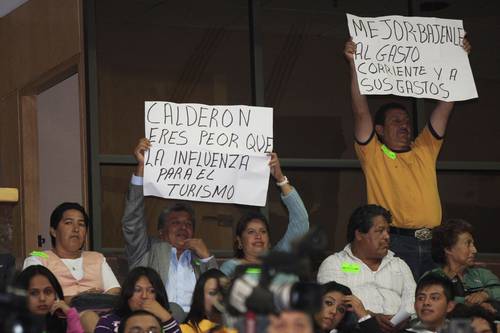 CALDERON
ERES PEOR QUE
LA INFLUENZA
PARA EL
TURISMO
MEJOR-BAJENLE
AL GASTO
CORRIENTE Y A
SUS GASTOS